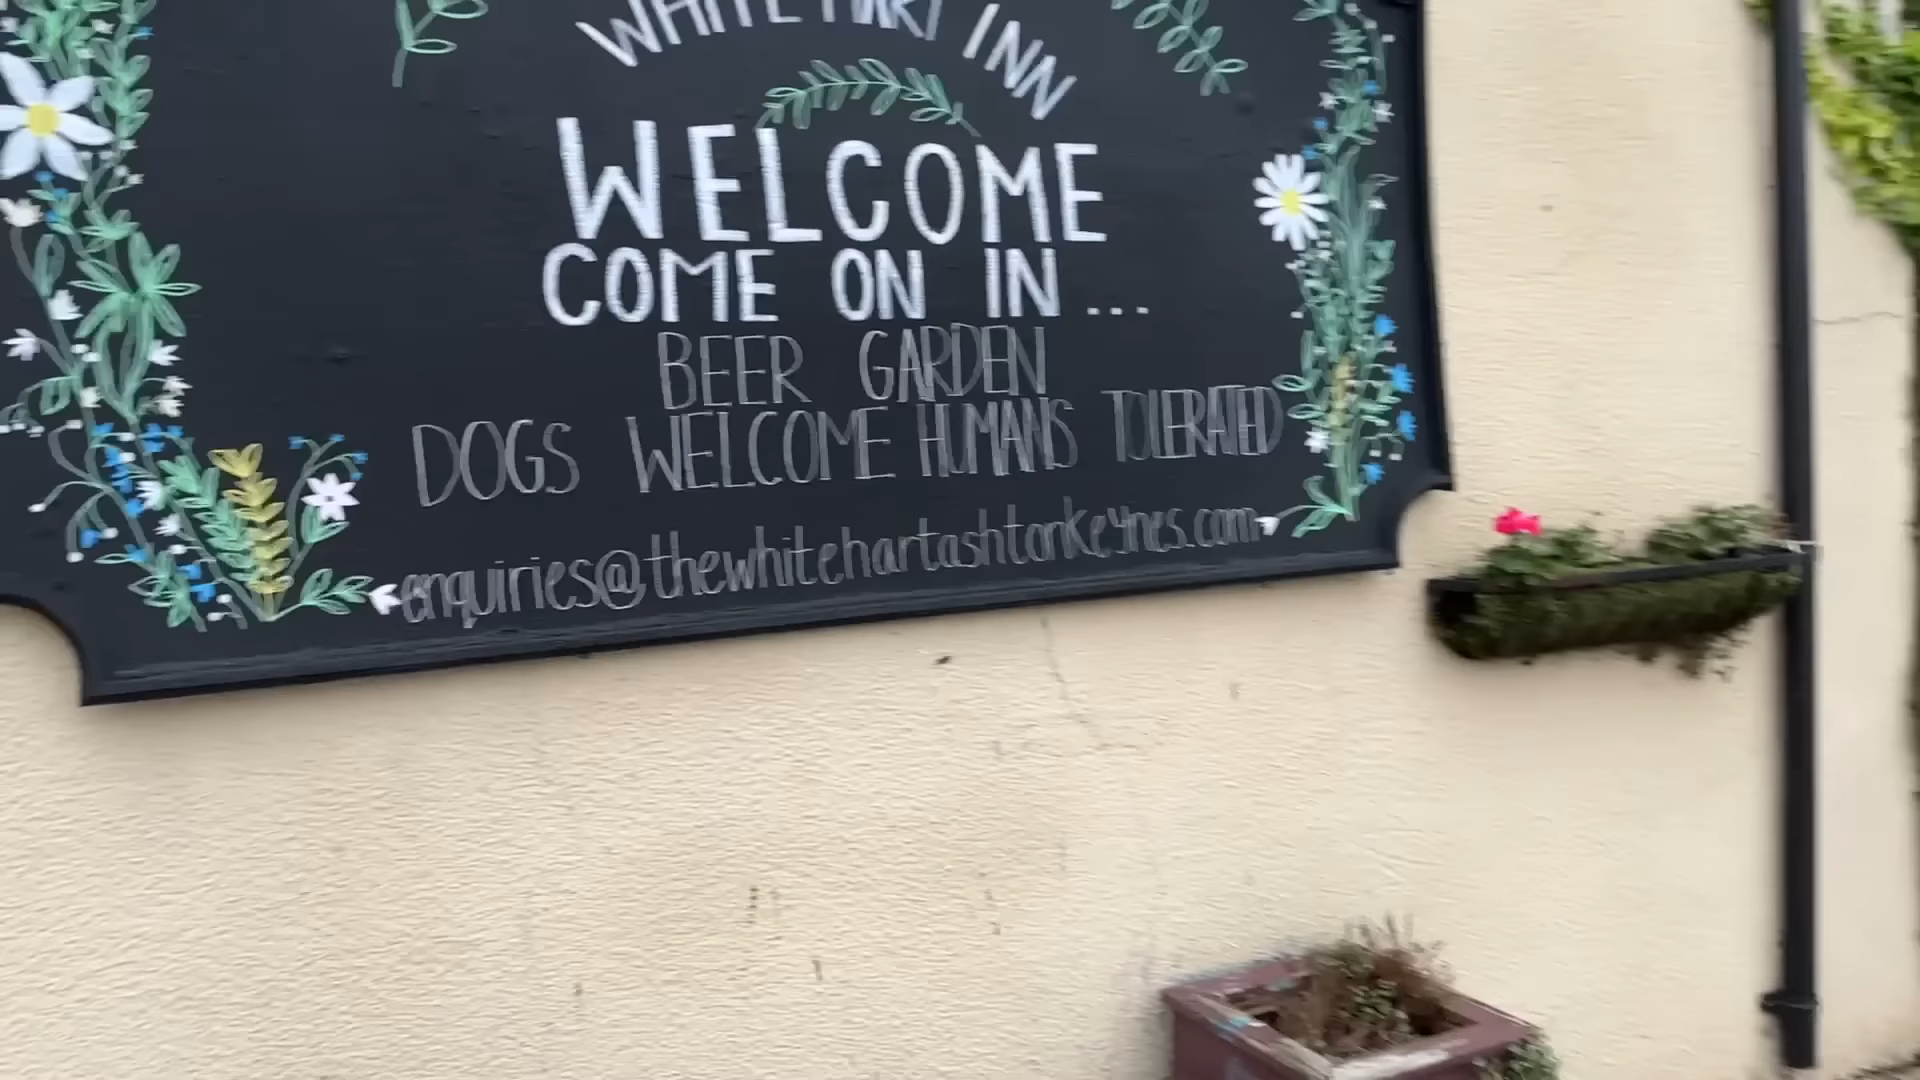 WHITE HART INN
WELCOME
COME ON IN...
BEER GARDEN
DOGS WELCOME HUMANS TOLERATED
enquiries@thewhitehartashtonkeynes.com